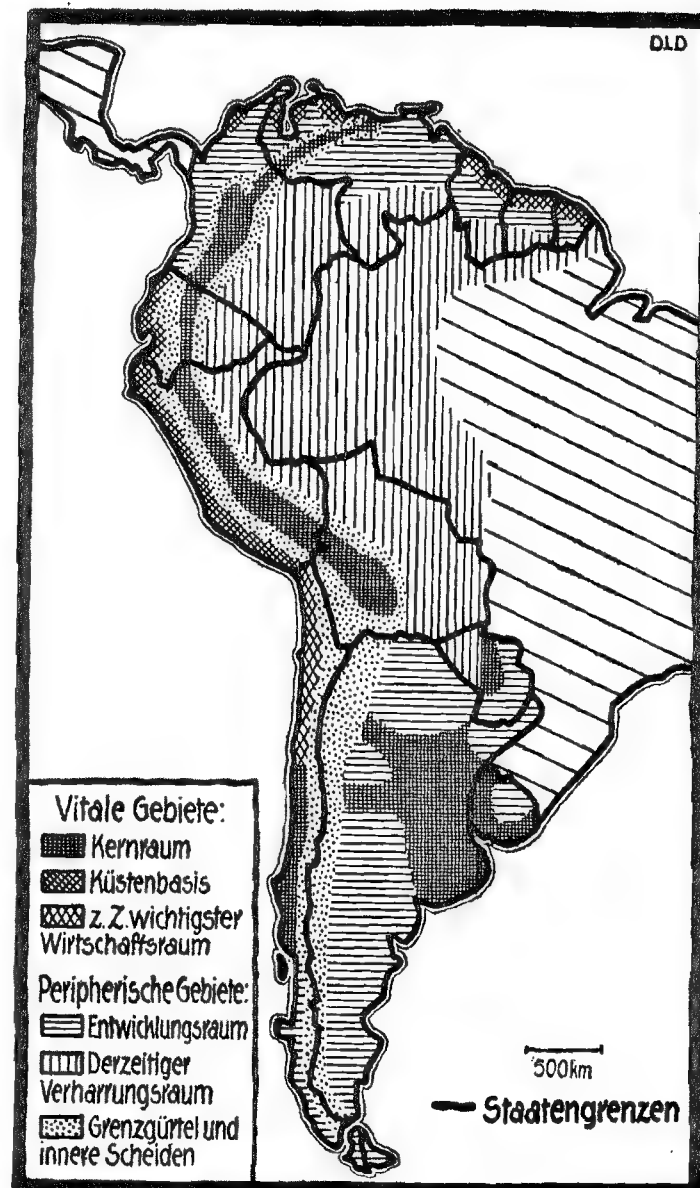 DLD
Vitale Gebiete:
Kernraum
Küstenbasis
z.Z.wichtigster
Wirtschaftsraum
Peripherische Gebiete:
Entwicklungsraum
Derzeitiger
Verharrungsraum
Grenzgürtel und
innere Scheiden
500km
Staatengrenzen